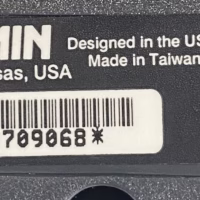 MIN Designed in the US
sas, USA Made in Taiwan
709068*